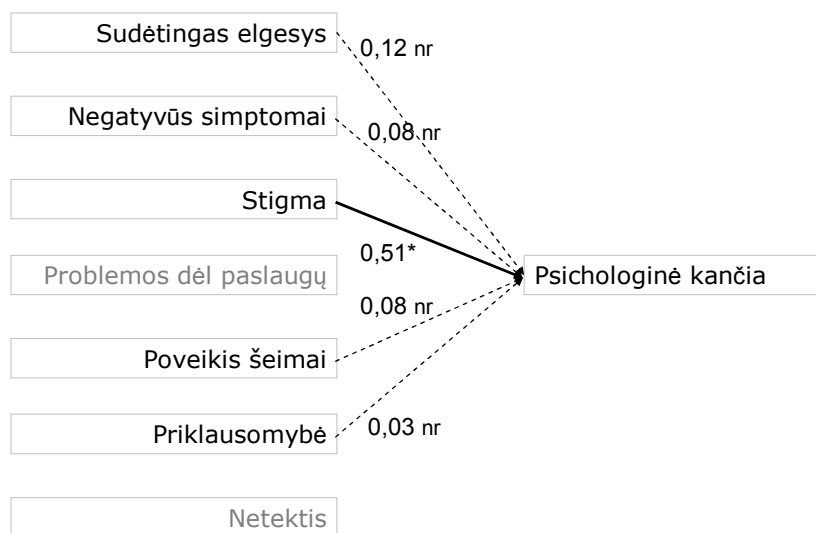 Sudėtingas elgesys
0,12 nr
Negatyvūs simptomai
0,08 nr
Stigma
0,51*
Problemos dėl paslaugų
Psichologinė kančia
0,08 nr
Poveikis šeimai
Priklausomybė
0,03 nr
Netektis